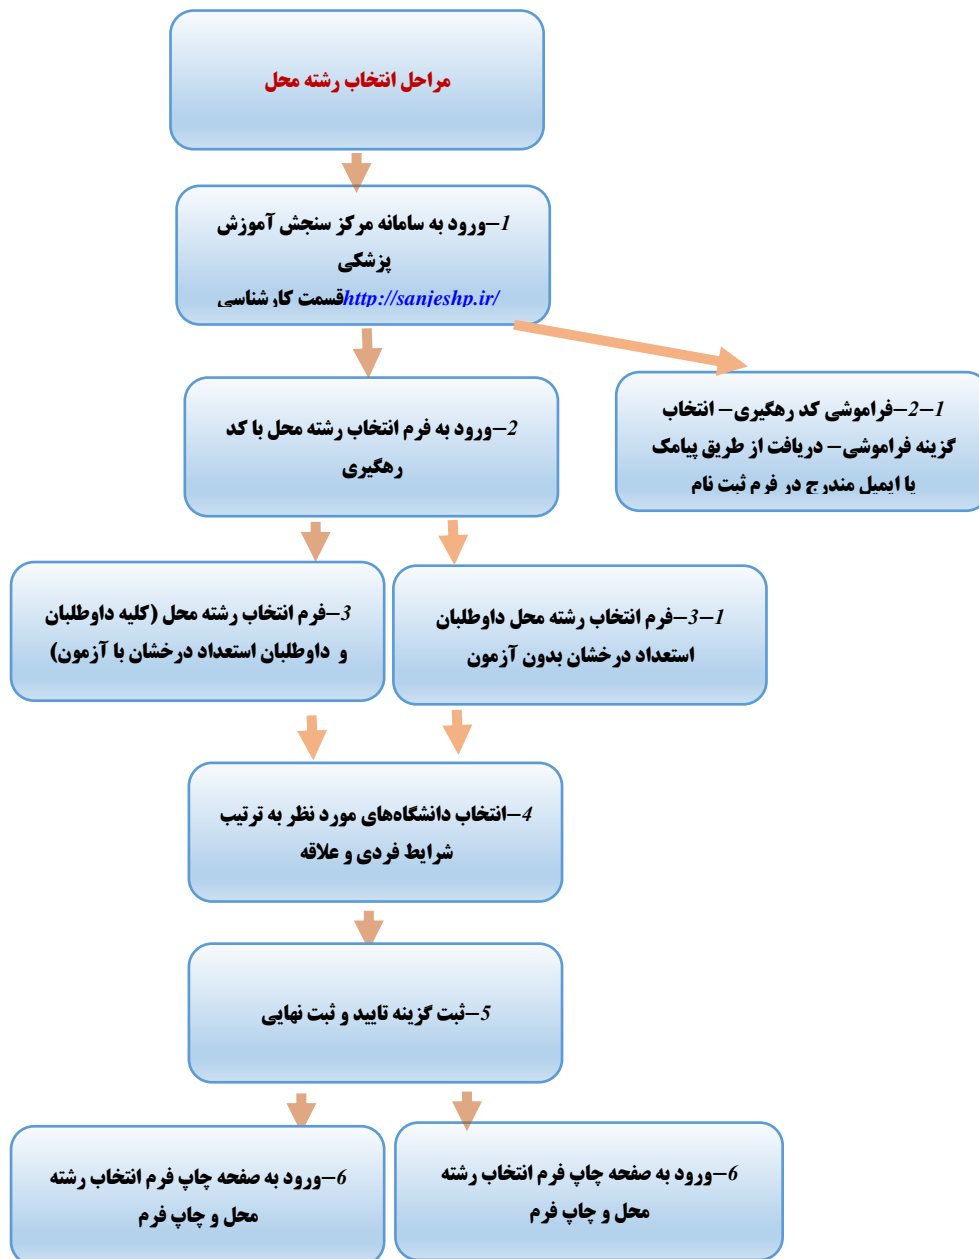 مراحل انتخاب رشته محل
1–ورود به سامانه مرکز سنجش آموزش
پزشکی
http://sanjeshp.ir/قسمت کارشناسی
2–ورود به فرم انتخاب رشته محل با کد
رهگیری
2–1–فراموشی کد رهگیری– انتخاب
گزینه فراموشی– دریافت از طریق پیامک
یا ایمیل مندرج در فرم ثبت نام
3–فرم انتخاب رشته محل (کلیه داوطلبان
و داوطلبان استعداد درخشان با آزمون)
3–1–فرم انتخاب رشته محل داوطلبان
استعداد درخشان بدون آزمون
4–انتخاب دانشگاه‌های مورد نظر به ترتیب
شرایط فردی و علاقه
5–ثبت گزینه تایید و ثبت نهایی
6–ورود به صفحه چاپ فرم انتخاب رشته
محل و چاپ فرم
6–ورود به صفحه چاپ فرم انتخاب رشته
محل و چاپ فرم